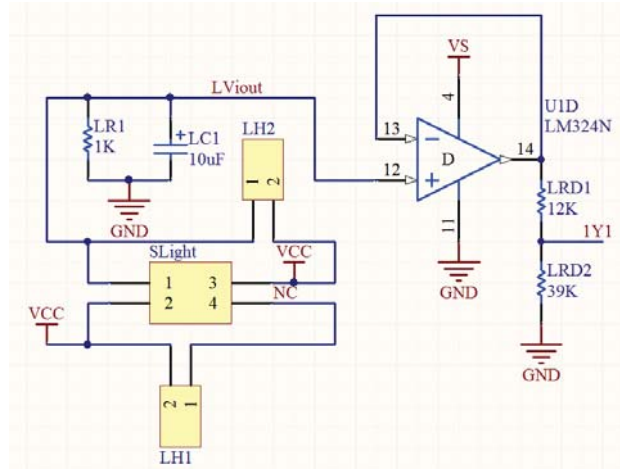 VS
LViout
4
U1D
LM324N
LR1
1K
LC1
10uF
LH2
1
2
13
12
D
14
11
LRD1
12K
1Y1
GND
GND
LRD2
39K
GND
SLight
VCC
1
2
3
4
NC
VCC
2
1
LH1